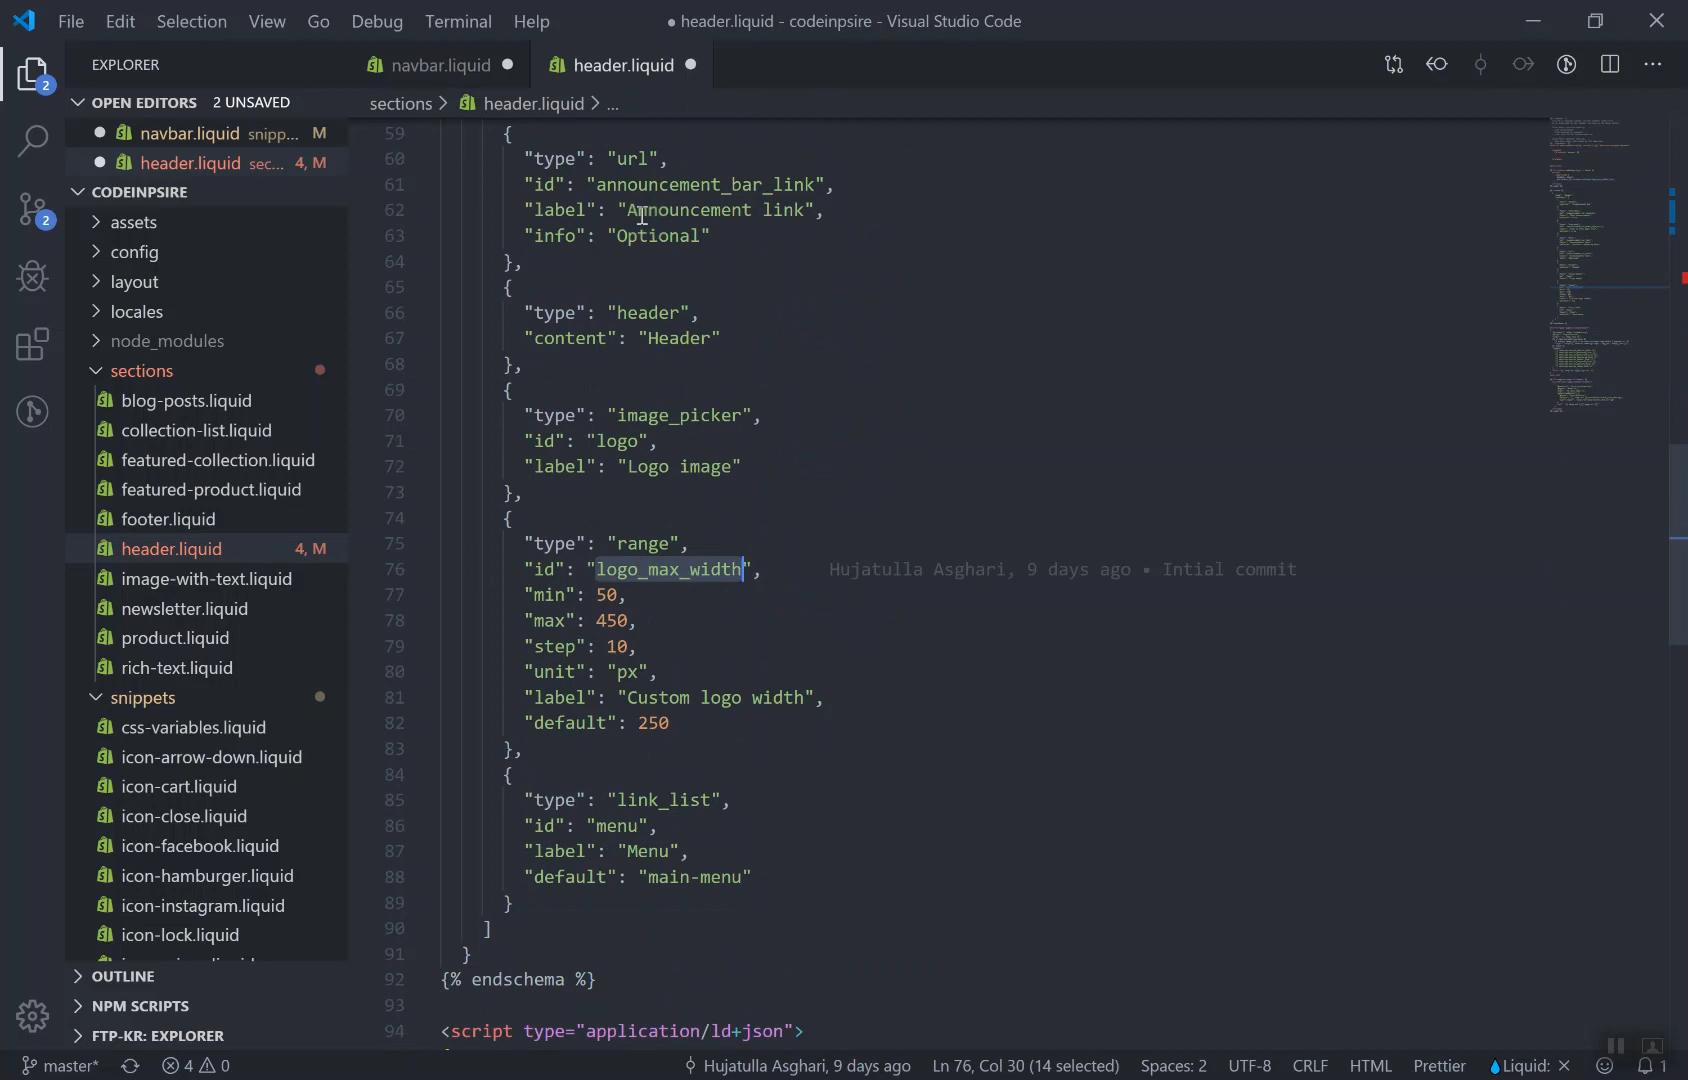 File Edit Selection View Go Debug Terminal Help
● header.liquid - codeinpsire - Visual Studio Code
EXPLORER
navbar.liquid
header.liquid
2
OPEN EDITORS 2 UNSAVED
sections > header.liquid > ...
navbar.liquid snipp... M
header.liquid sec... 4, M
CODEINPSIRE
2
assets
config
layout
locales
node_modules
sections
blog-posts.liquid
collection-list.liquid
featured-collection.liquid
featured-product.liquid
footer.liquid
header.liquid 4, M
image-with-text.liquid
newsletter.liquid
product.liquid
rich-text.liquid
snippets
css-variables.liquid
icon-arrow-down.liquid
icon-cart.liquid
icon-close.liquid
icon-facebook.liquid
icon-hamburger.liquid
icon-instagram.liquid
icon-lock.liquid
OUTLINE
NPM SCRIPTS
FTP-KR: EXPLORER
59 {
60 "type": "url",
61 "id": "announcement_bar_link",
62 "label": "Announcement link",
63 "info": "Optional"
64 },
65 {
66 "type": "header",
67 "content": "Header"
68 },
69 {
70 "type": "image_picker",
71 "id": "logo",
72 "label": "Logo image"
73 },
74 {
75 "type": "range",
76 "id": "logo_max_width", Hujatulla Asghari, 9 days ago • Intial commit
77 "min": 50,
78 "max": 450,
79 "step": 10,
80 "unit": "px",
81 "label": "Custom logo width",
82 "default": 250
83 },
84 {
85 "type": "link_list",
86 "id": "menu",
87 "label": "Menu",
88 "default": "main-menu"
89 }
90 ]
91 }
92 {% endschema %}
93
94 <script type="application/ld+json">
master* 4 0 Hujatulla Asghari, 9 days ago Ln 76, Col 30 (14 selected) Spaces: 2 UTF-8 CRLF HTML Prettier Liquid: ✕ 1